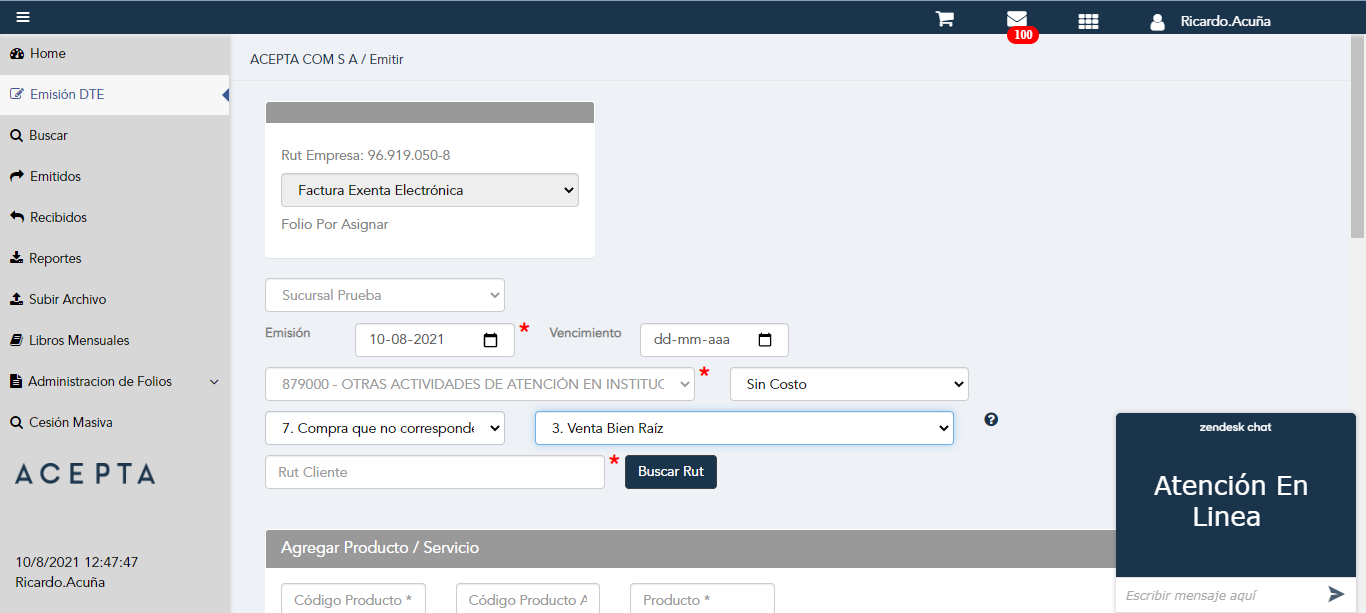 100
Ricardo.Acuña
Home
Emisión DTE
Buscar
Emitidos
Recibidos
Reportes
Subir Archivo
Libros Mensuales
Administracion de Folios
Cesión Masiva
ACEPTA
10/8/2021 12:47:47
Ricardo.Acuña
ACEPTA COM S A / Emitir
Rut Empresa: 96.919.050-8
Factura Exenta Electrónica
Folio Por Asignar
Sucursal Prueba
Emisión 10-08-2021 * Vencimiento dd-mm-aaa
879000 - OTRAS ACTIVIDADES DE ATENCIÓN EN INSTITUC * Sin Costo
7. Compra que no corresponde 3. Venta Bien Raíz ?
Rut Cliente * Buscar Rut
Agregar Producto / Servicio
Código Producto * Código Producto A Producto *
zendesk chat
Atención En
Linea
Escribir mensaje aquí